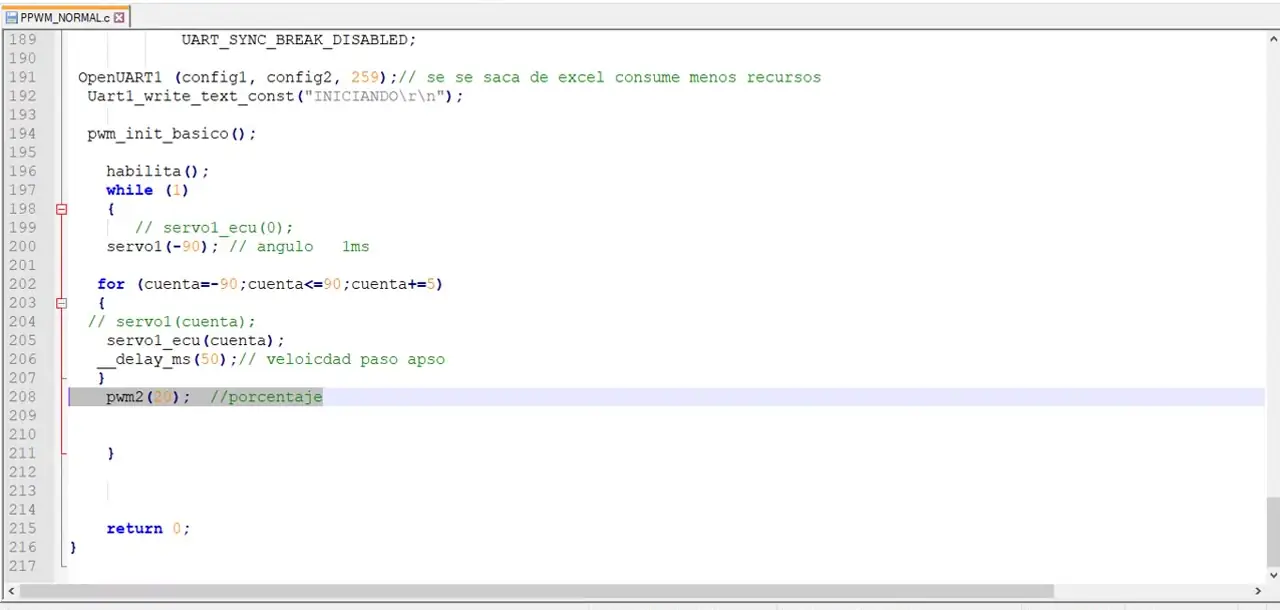 PPWM_NORMAL.c
189 UART_SYNC_BREAK_DISABLED;
190
191 OpenUART1 (config1, config2, 259);// se se saca de excel consume menos recursos
192 Uart1_write_text_const("INICIANDO\r\n");
193
194 pwm_init_basico();
195
196 habilita();
197 while (1)
198 {
199 // servo1_ecu(0);
200 servo1(-90); // angulo 1ms
201
202 for (cuenta=-90;cuenta<=90;cuenta+=5)
203 {
204 // servo1(cuenta);
205 servo1_ecu(cuenta);
206 __delay_ms(50);// veloicdad paso apso
207 }
208 pwm2(20); //porcentaje
209
210
211 }
212
213
214
215 return 0;
216 }
217